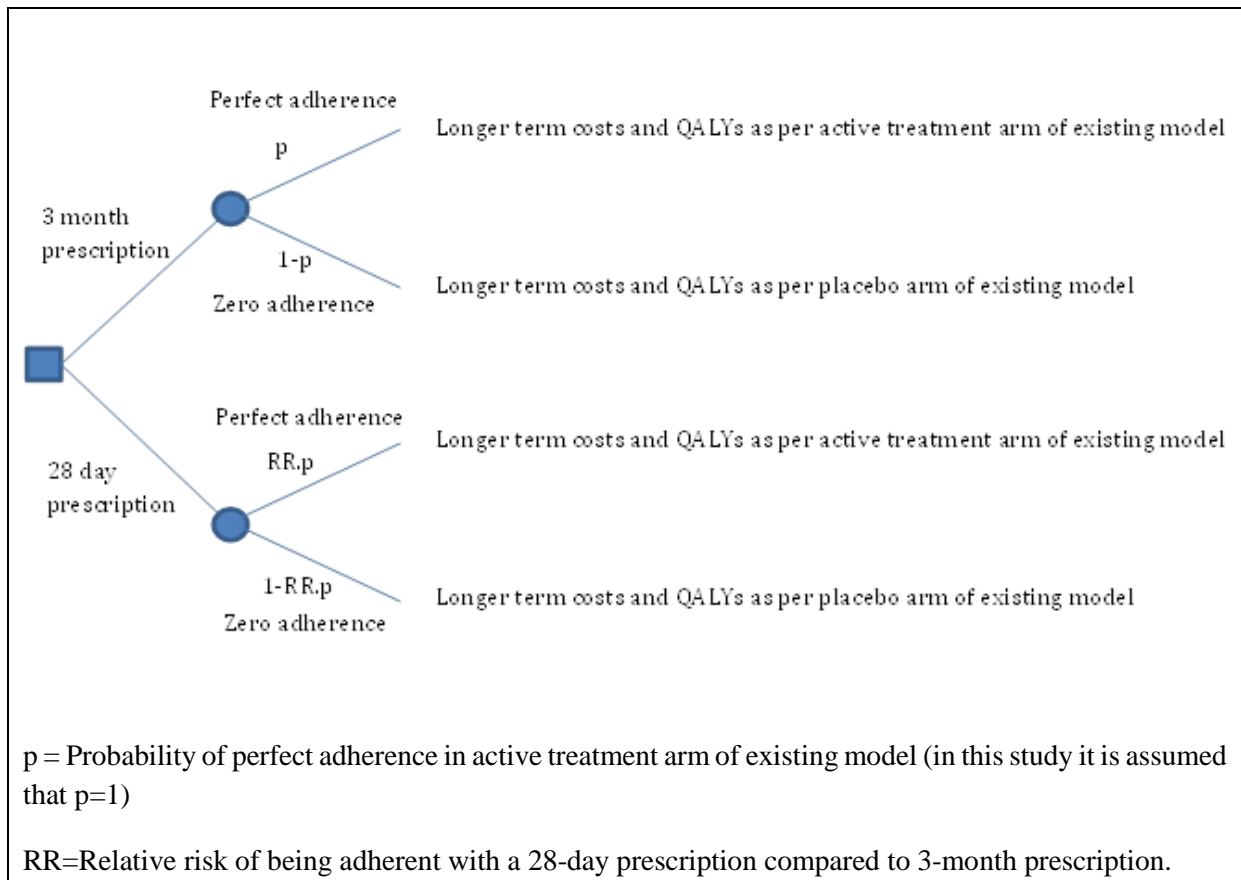 Perfect adherence
p
Longer term costs and QALYs as per active treatment arm of existing model
3 month
prescription
1-p
Zero adherence
Longer term costs and QALYs as per placebo arm of existing model
Perfect adherence
RR.p
Longer term costs and QALYs as per active treatment arm of existing model
28 day
prescription
1-RR.p
Zero adherence
Longer term costs and QALYs as per placebo arm of existing model
p = Probability of perfect adherence in active treatment arm of existing model (in this study it is assumed
that p=1)
RR=Relative risk of being adherent with a 28-day prescription compared to 3-month prescription.